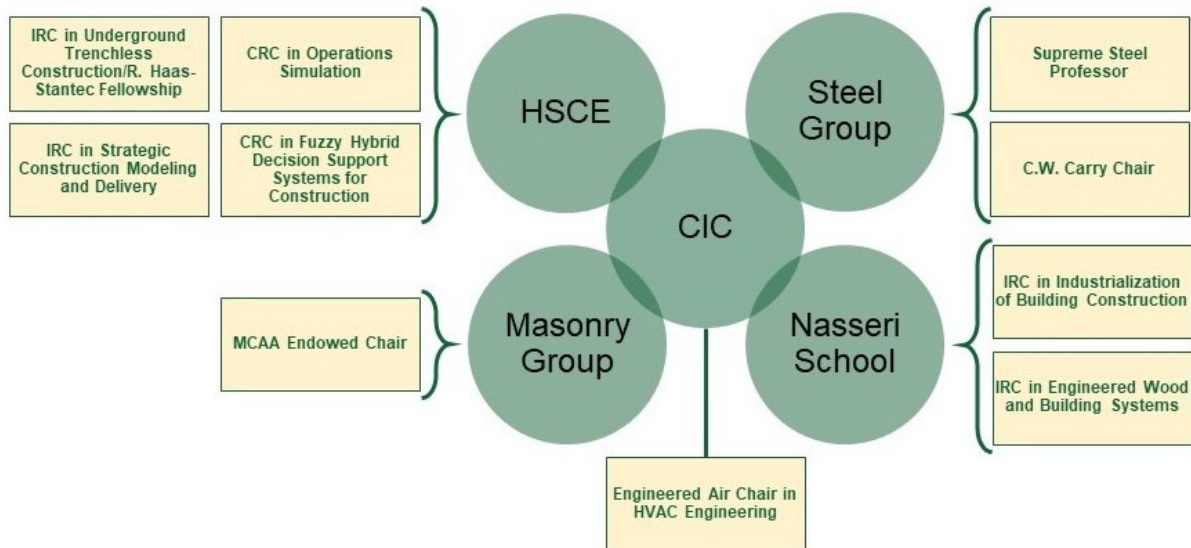 IRC in Underground
Trenchless
Construction/R. Haas-
Stantec Fellowship
CRC in Operations
Simulation
IRC in Strategic
Construction Modeling
and Delivery
CRC in Fuzzy Hybrid
Decision Support
Systems for
Construction
HSCE
Steel
Group
Supreme Steel
Professor
C.W. Carry Chair
CIC
MCAA Endowed Chair
Masonry
Group
Nasseri
School
IRC in Industrialization
of Building Construction
IRC in Engineered Wood
and Building Systems
Engineered Air Chair in
HVAC Engineering